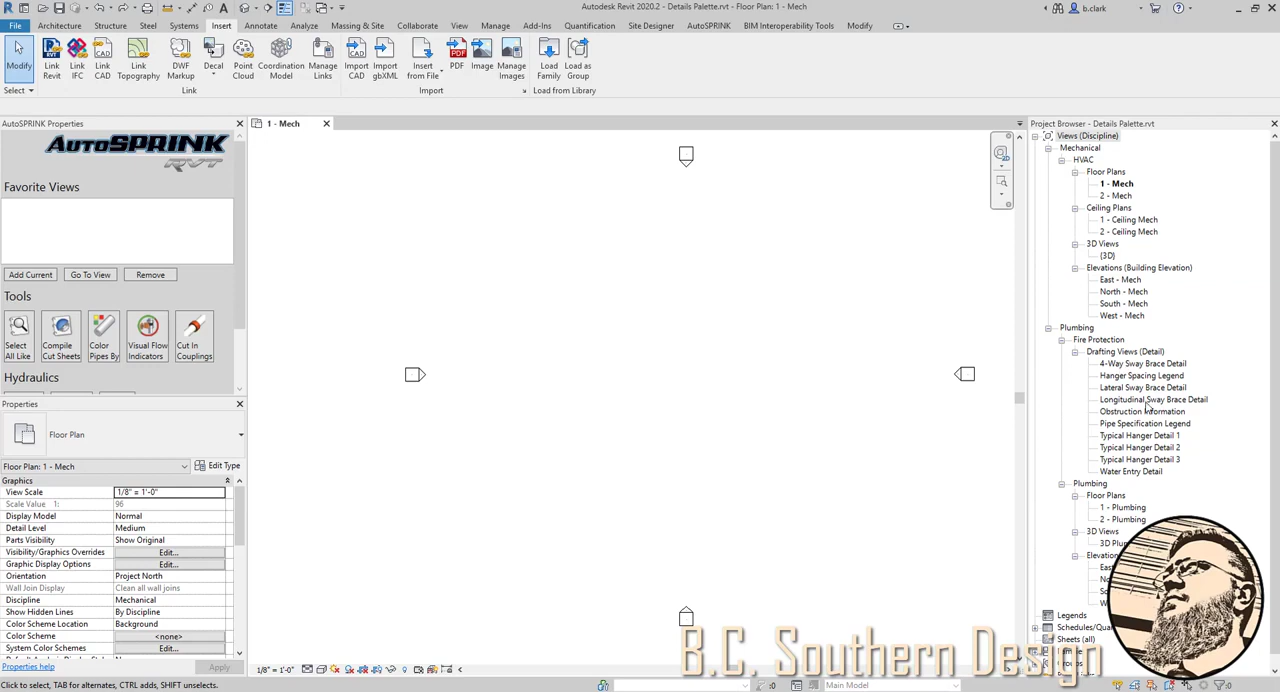 Autodesk Revit 2020.2 - Details Palette.rvt - Floor Plan: 1 - Mech
b.clark
File Architecture Structure Steel Systems Insert Annotate Analyze Massing & Site Collaborate View Manage Add-Ins Quantification Site Designer AutoSPRINK BIM Interoperability Tools Modify
Modify
Link Revit
Link IFC
Link CAD
Link Topography
DWF Markup
Decal
Point Cloud
Coordination Model
Manage Links
Import CAD
Import gbXML
Insert from File
PDF
Image
Manage Images
Load Family
Load as Group
Select
Link
Import
Load from Library
AutoSPRINK Properties
1 - Mech
AutoSPRINK
RVT
Favorite Views
Add Current
Go To View
Remove
Tools
Select All Like
Compile Cut Sheets
Color Pipes By
Visual Flow Indicators
Cut In Couplings
Hydraulics
Properties
Floor Plan
Floor Plan: 1 - Mech
Edit Type
Graphics
View Scale 1/8" = 1'-0"
Scale Value 1: 96
Display Model Normal
Detail Level Medium
Parts Visibility Show Original
Visibility/Graphics Overrides Edit...
Graphic Display Options Edit...
Orientation Project North
Wall Join Display Clean all wall joins
Discipline Mechanical
Show Hidden Lines By Discipline
Color Scheme Location Background
Color Scheme <none>
System Color Schemes Edit...
Properties help
Apply
Click to select, TAB for alternates, CTRL adds, SHIFT unselects.
1/8" = 1'-0"
:0
Main Model
:0
2D
Project Browser - Details Palette.rvt
Views (Discipline)
Mechanical
HVAC
Floor Plans
1 - Mech
2 - Mech
Ceiling Plans
1 - Ceiling Mech
2 - Ceiling Mech
3D Views
{3D}
Elevations (Building Elevation)
East - Mech
North - Mech
South - Mech
West - Mech
Plumbing
Fire Protection
Drafting Views (Detail)
4-Way Sway Brace Detail
Hanger Spacing Legend
Lateral Sway Brace Detail
Longitudinal Sway Brace Detail
Obstruction Information
Pipe Specification Legend
Typical Hanger Detail 1
Typical Hanger Detail 2
Typical Hanger Detail 3
Water Entry Detail
Plumbing
Floor Plans
1 - Plumbing
2 - Plumbing
3D Views
Legends
Sheets (all)
B.C. Southern Design